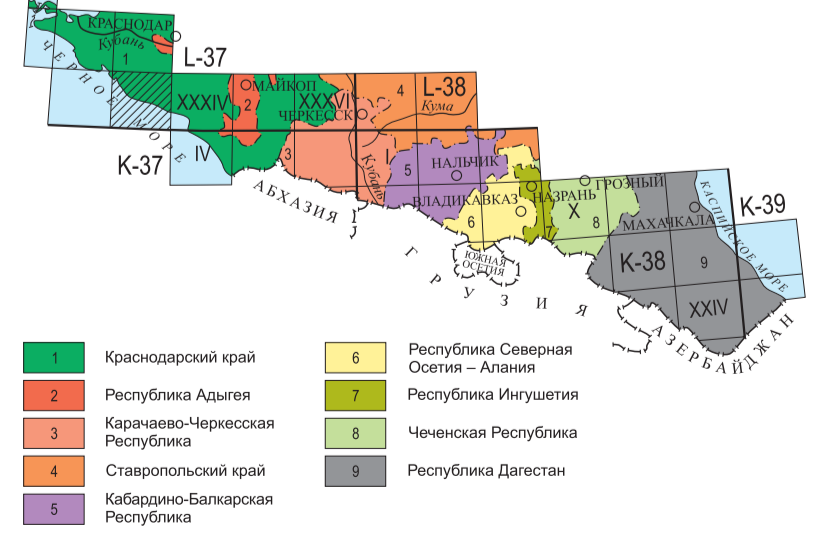 КРАСНОДАР
Кубань
1
L-37
ЧЕРНОЕ МОРЕ
XXXIV
2
МАЙКОП
XXXVI
ЧЕРКЕССК
4
L-38
Кума
K-37
IV
3
Кубань
I
5
НАЛЬЧИК
АБХАЗИЯ
ВЛАДИКАВКАЗ
6
НАЗРАНЬ
7
X
8
ГРОЗНЫЙ
МАХАЧКАЛА
КАСПИЙСКОЕ МОРЕ
K-39
ЮЖНАЯ
ОСЕТИЯ
ГРУЗИЯ
K-38
9
XXIV
АЗЕРБАЙДЖАН
1 Краснодарский край
2 Республика Адыгея
3 Карачаево-Черкесская
Республика
4 Ставропольский край
5 Кабардино-Балкарская
Республика
6 Республика Северная
Осетия – Алания
7 Республика Ингушетия
8 Чеченская Республика
9 Республика Дагестан